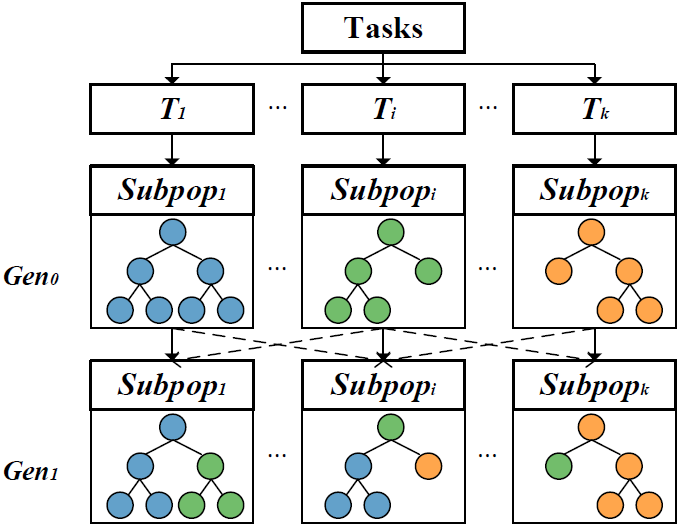 Tasks
T1 ... Ti ... Tk
Subpop1 Subpopi Subpopk
Gen0 ... ...
Subpop1 Subpopi Subpopk
Gen1 ... ...